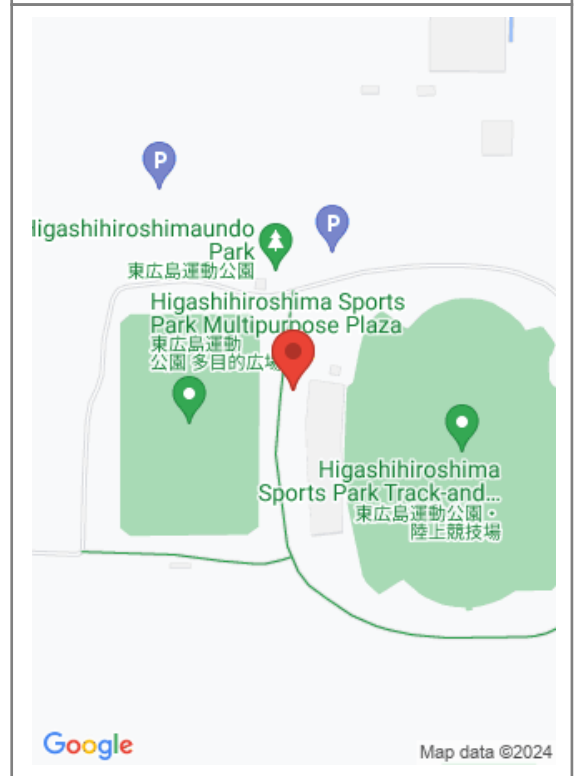 P
P
Higashihiroshimaundo
Park
東広島運動公園
Higashihiroshima Sports
Park Multipurpose Plaza
東広島運動
公園 多目的広場
Higashihiroshima
Sports Park Track-and...
東広島運動公園・
陸上競技場
Google
Map data ©2024